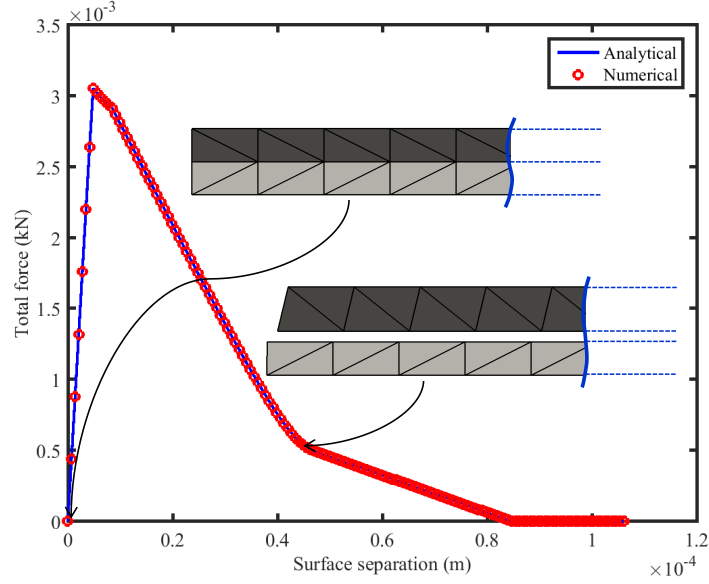 ×10⁻³
3.5
3
2.5
2
1.5
1
0.5
0
Total force (kN)
Analytical
Numerical
0 0.2 0.4 0.6 0.8 1 1.2
Surface separation (m)
×10⁻⁴